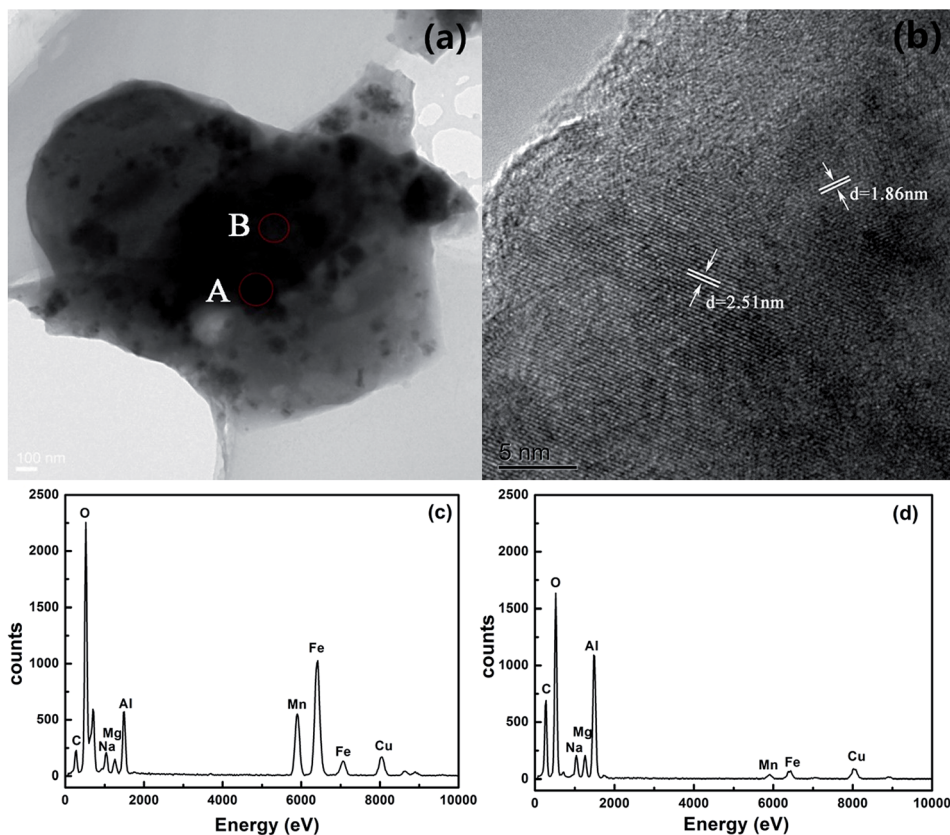 (a)
(b)
B
A
d=1.86nm
d=2.51nm
100 nm
5 nm
(c)
2500
2000
1500
1000
500
0
counts
O
C
Na
Mg
Al
Mn
Fe
Fe
Cu
0 2000 4000 6000 8000 10000
Energy (eV)
(d)
2500
2000
1500
1000
500
0
counts
C
O
Na
Mg
Al
Mn
Fe
Cu
0 2000 4000 6000 8000 10000
Energy (eV)